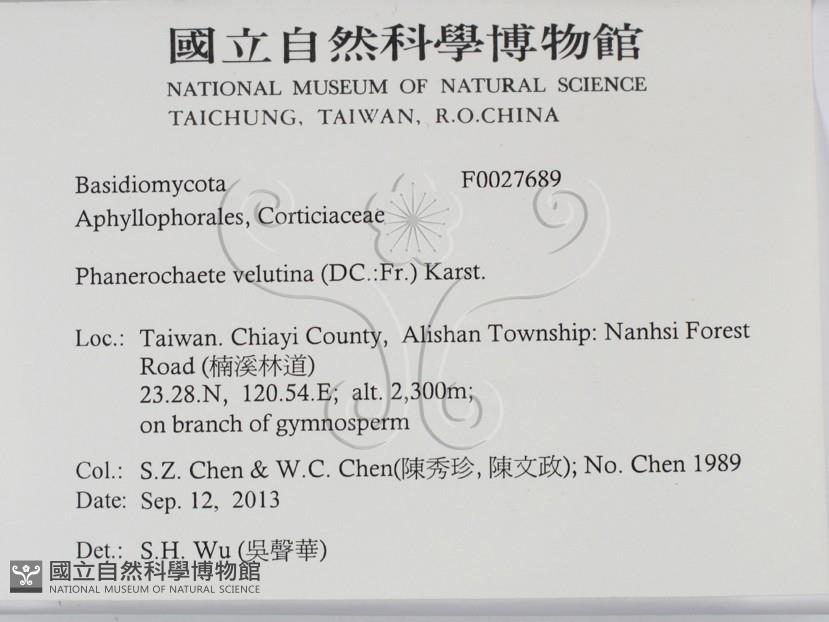 國立自然科學博物館
NATIONAL MUSEUM OF NATURAL SCIENCE
TAICHUNG, TAIWAN, R.O.CHINA
Basidiomycota F0027689
Aphyllophorales, Corticiaceae
Phanerochaete velutina (DC.:Fr.) Karst.
Loc.: Taiwan. Chiayi County, Alishan Township: Nanhsi Forest
Road (楠溪林道)
23.28.N, 120.54.E; alt. 2,300m;
on branch of gymnosperm
Col.: S.Z. Chen & W.C. Chen(陳秀珍, 陳文政); No. Chen 1989
Date: Sep. 12, 2013
Det.: S.H. Wu (吳聲華)
國立自然科學博物館
NATIONAL MUSEUM OF NATURAL SCIENCE